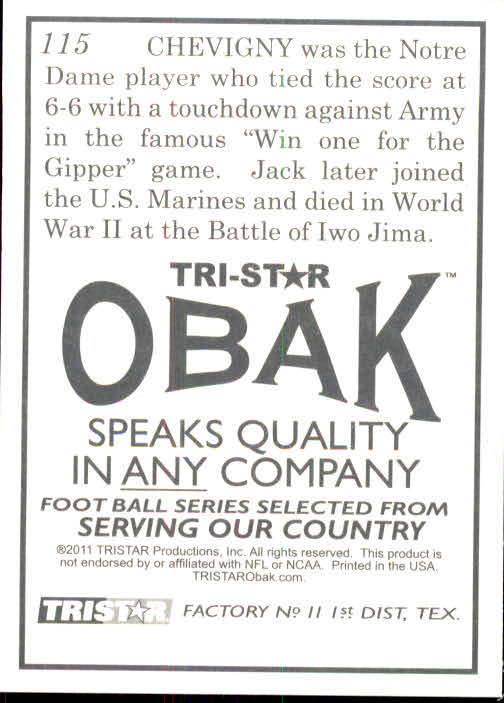 115 CHEVIGNY was the Notre
Dame player who tied the score at
6-6 with a touchdown against Army
in the famous “Win one for the
Gipper” game. Jack later joined
the U.S. Marines and died in World
War II at the Battle of Iwo Jima.
TRI-ST★R
OBAK™
SPEAKS QUALITY
IN ANY COMPANY
FOOT BALL SERIES SELECTED FROM
SERVING OUR COUNTRY
®2011 TRISTAR Productions, Inc. All rights reserved. This product is
not endorsed by or affiliated with NFL or NCAA. Printed in the USA.
TRISTARObak.com.
TRIST★R FACTORY Nº 11 1st DIST, TEX.